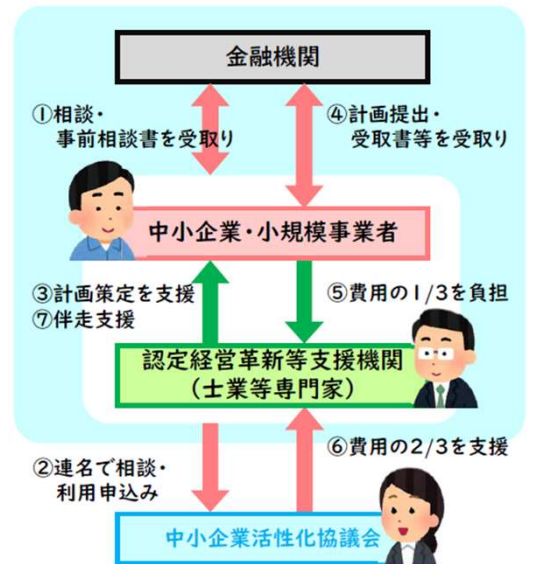 金融機関
①相談・
事前相談書を受取り
④計画提出・
受取書等を受取り
中小企業・小規模事業者
③計画策定を支援
⑦伴走支援
⑤費用の1/3を負担
認定経営革新等支援機関
（士業等専門家）
②連名で相談・
利用申込み
⑥費用の2/3を支援
中小企業活性化協議会